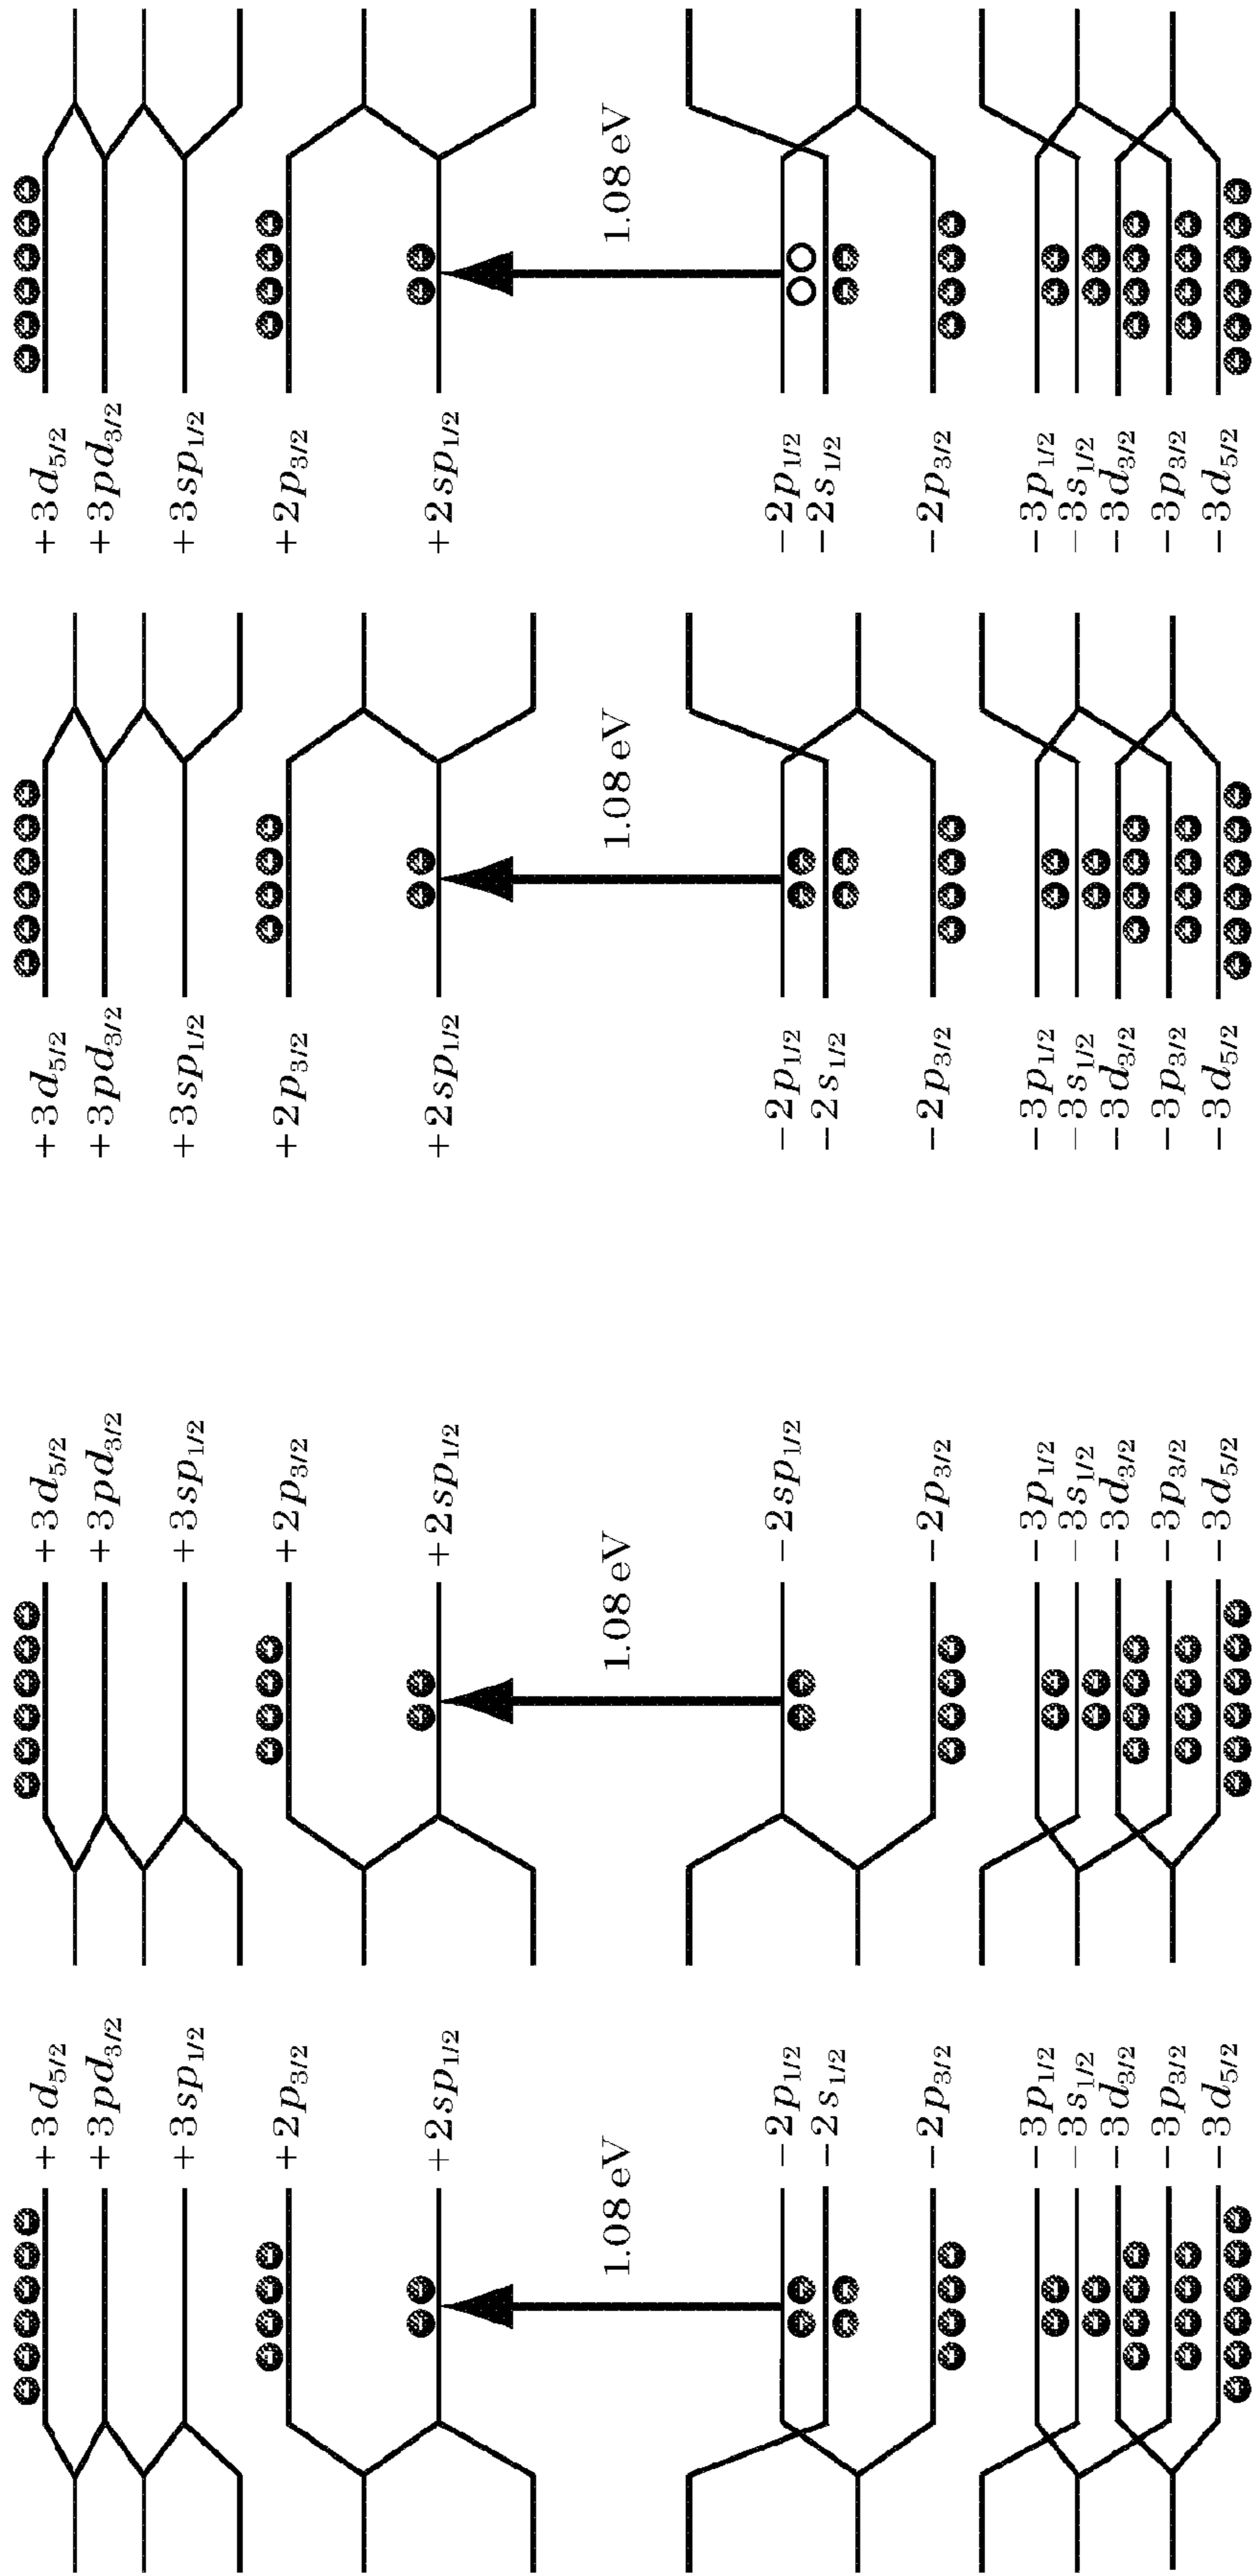 +3d5/2
+3pd3/2
+3sp1/2
+2p3/2
+2sp1/2
1.08 eV
−2p1/2
−2s1/2
−2p3/2
−3p1/2
−3s1/2
−3d3/2
−3p3/2
−3d5/2
+3d5/2
+3pd3/2
+3sp1/2
+2p3/2
+2sp1/2
1.08 eV
−2sp1/2
−2p3/2
−3p1/2
−3s1/2
−3d3/2
−3p3/2
−3d5/2
+3d5/2
+3pd3/2
+3sp1/2
+2p3/2
+2sp1/2
1.08 eV
−2p1/2
−2s1/2
−2p3/2
−3p1/2
−3s1/2
−3d3/2
−3p3/2
−3d5/2
+3d5/2
+3pd3/2
+3sp1/2
+2p3/2
+2sp1/2
1.08 eV
−2p1/2
−2s1/2
−2p3/2
−3p1/2
−3s1/2
−3d3/2
−3p3/2
−3d5/2